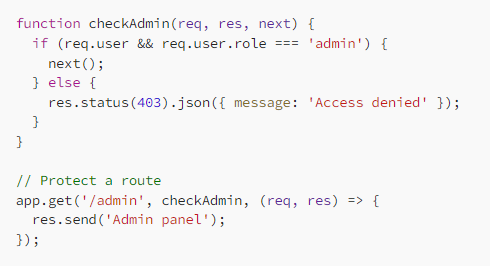 function checkAdmin(req, res, next) {
  if (req.user && req.user.role === 'admin') {
    next();
  } else {
    res.status(403).json({ message: 'Access denied' });
  }
}

// Protect a route
app.get('/admin', checkAdmin, (req, res) => {
  res.send('Admin panel');
});